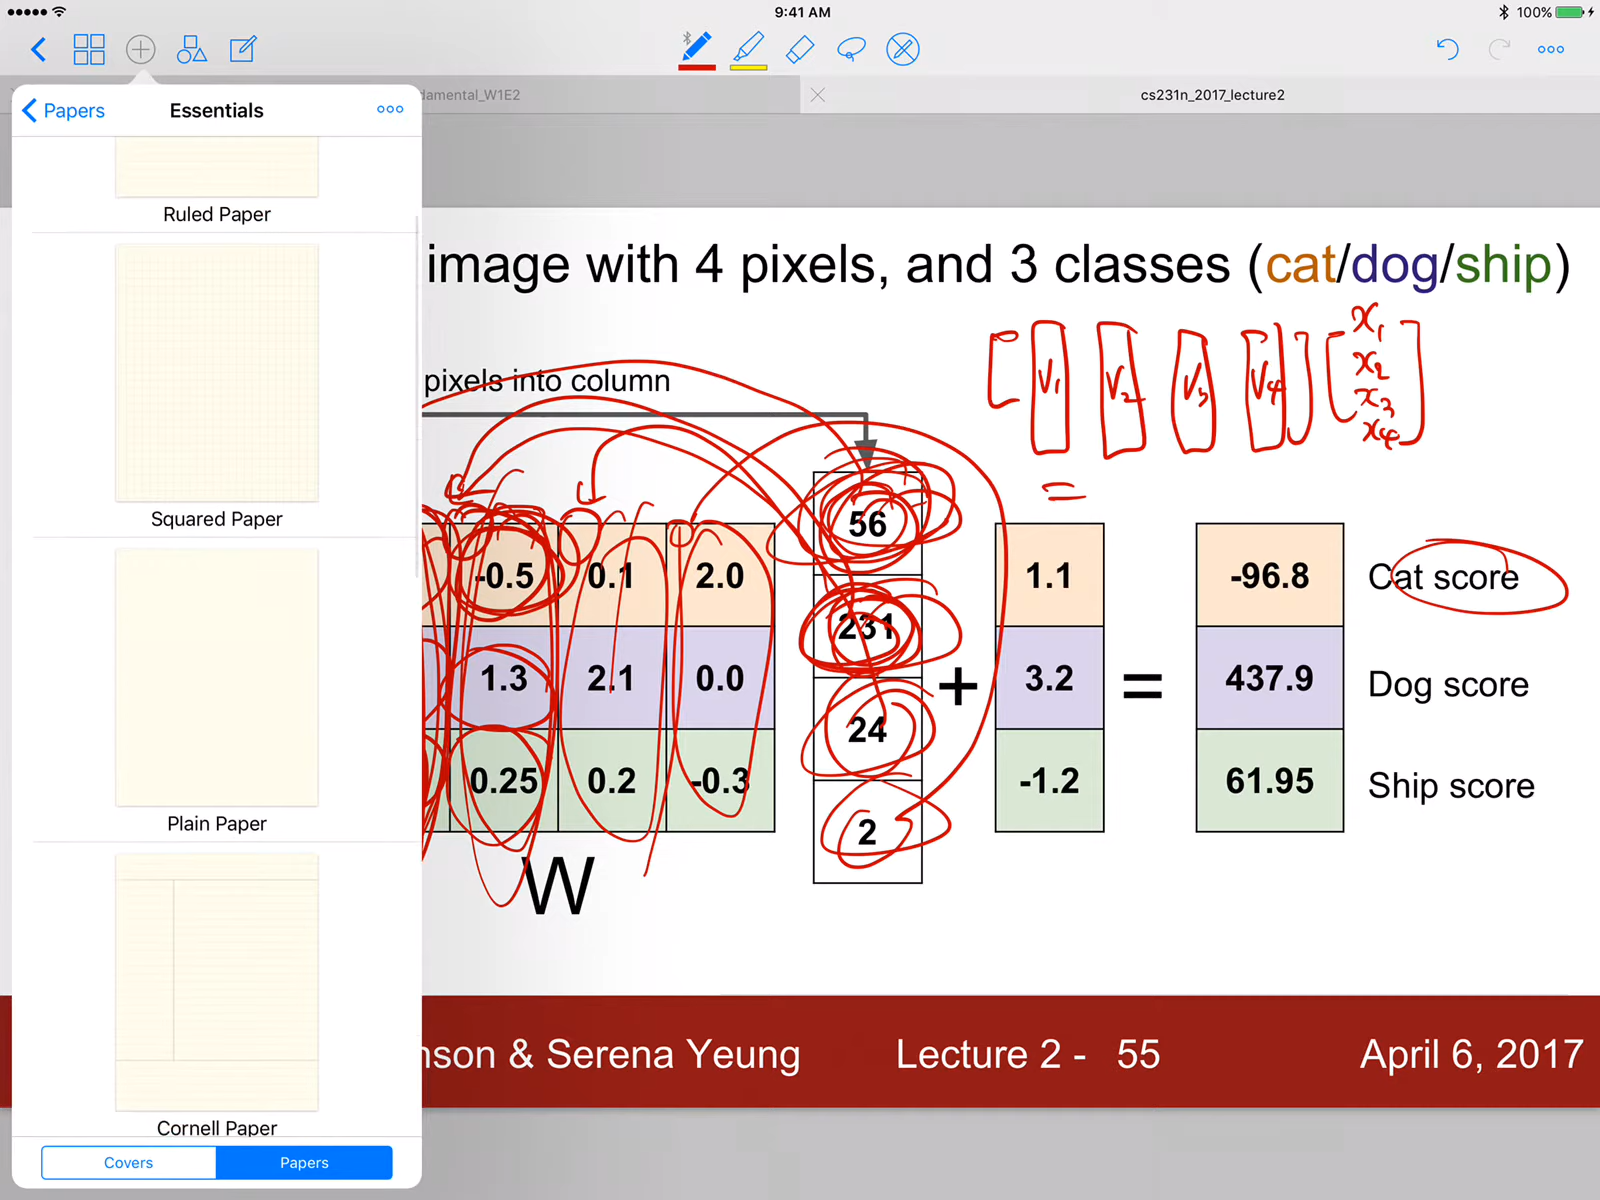 9:41 AM
100%
damental_W1E2
cs231n_2017_lecture2
Papers
Essentials
Ruled Paper
Squared Paper
Plain Paper
Cornell Paper
Covers
Papers
image with 4 pixels, and 3 classes (cat/dog/ship)
pixels into column
[ V1 V2 V3 V4 ] [ x1 x2 x3 x4 ]
=
56
231
24
2
-0.5 0.1 2.0
1.3 2.1 0.0
0.25 0.2 -0.3
W
+
1.1
3.2
-1.2
=
-96.8 Cat score
437.9 Dog score
61.95 Ship score
nson & Serena Yeung
Lecture 2 - 55
April 6, 2017